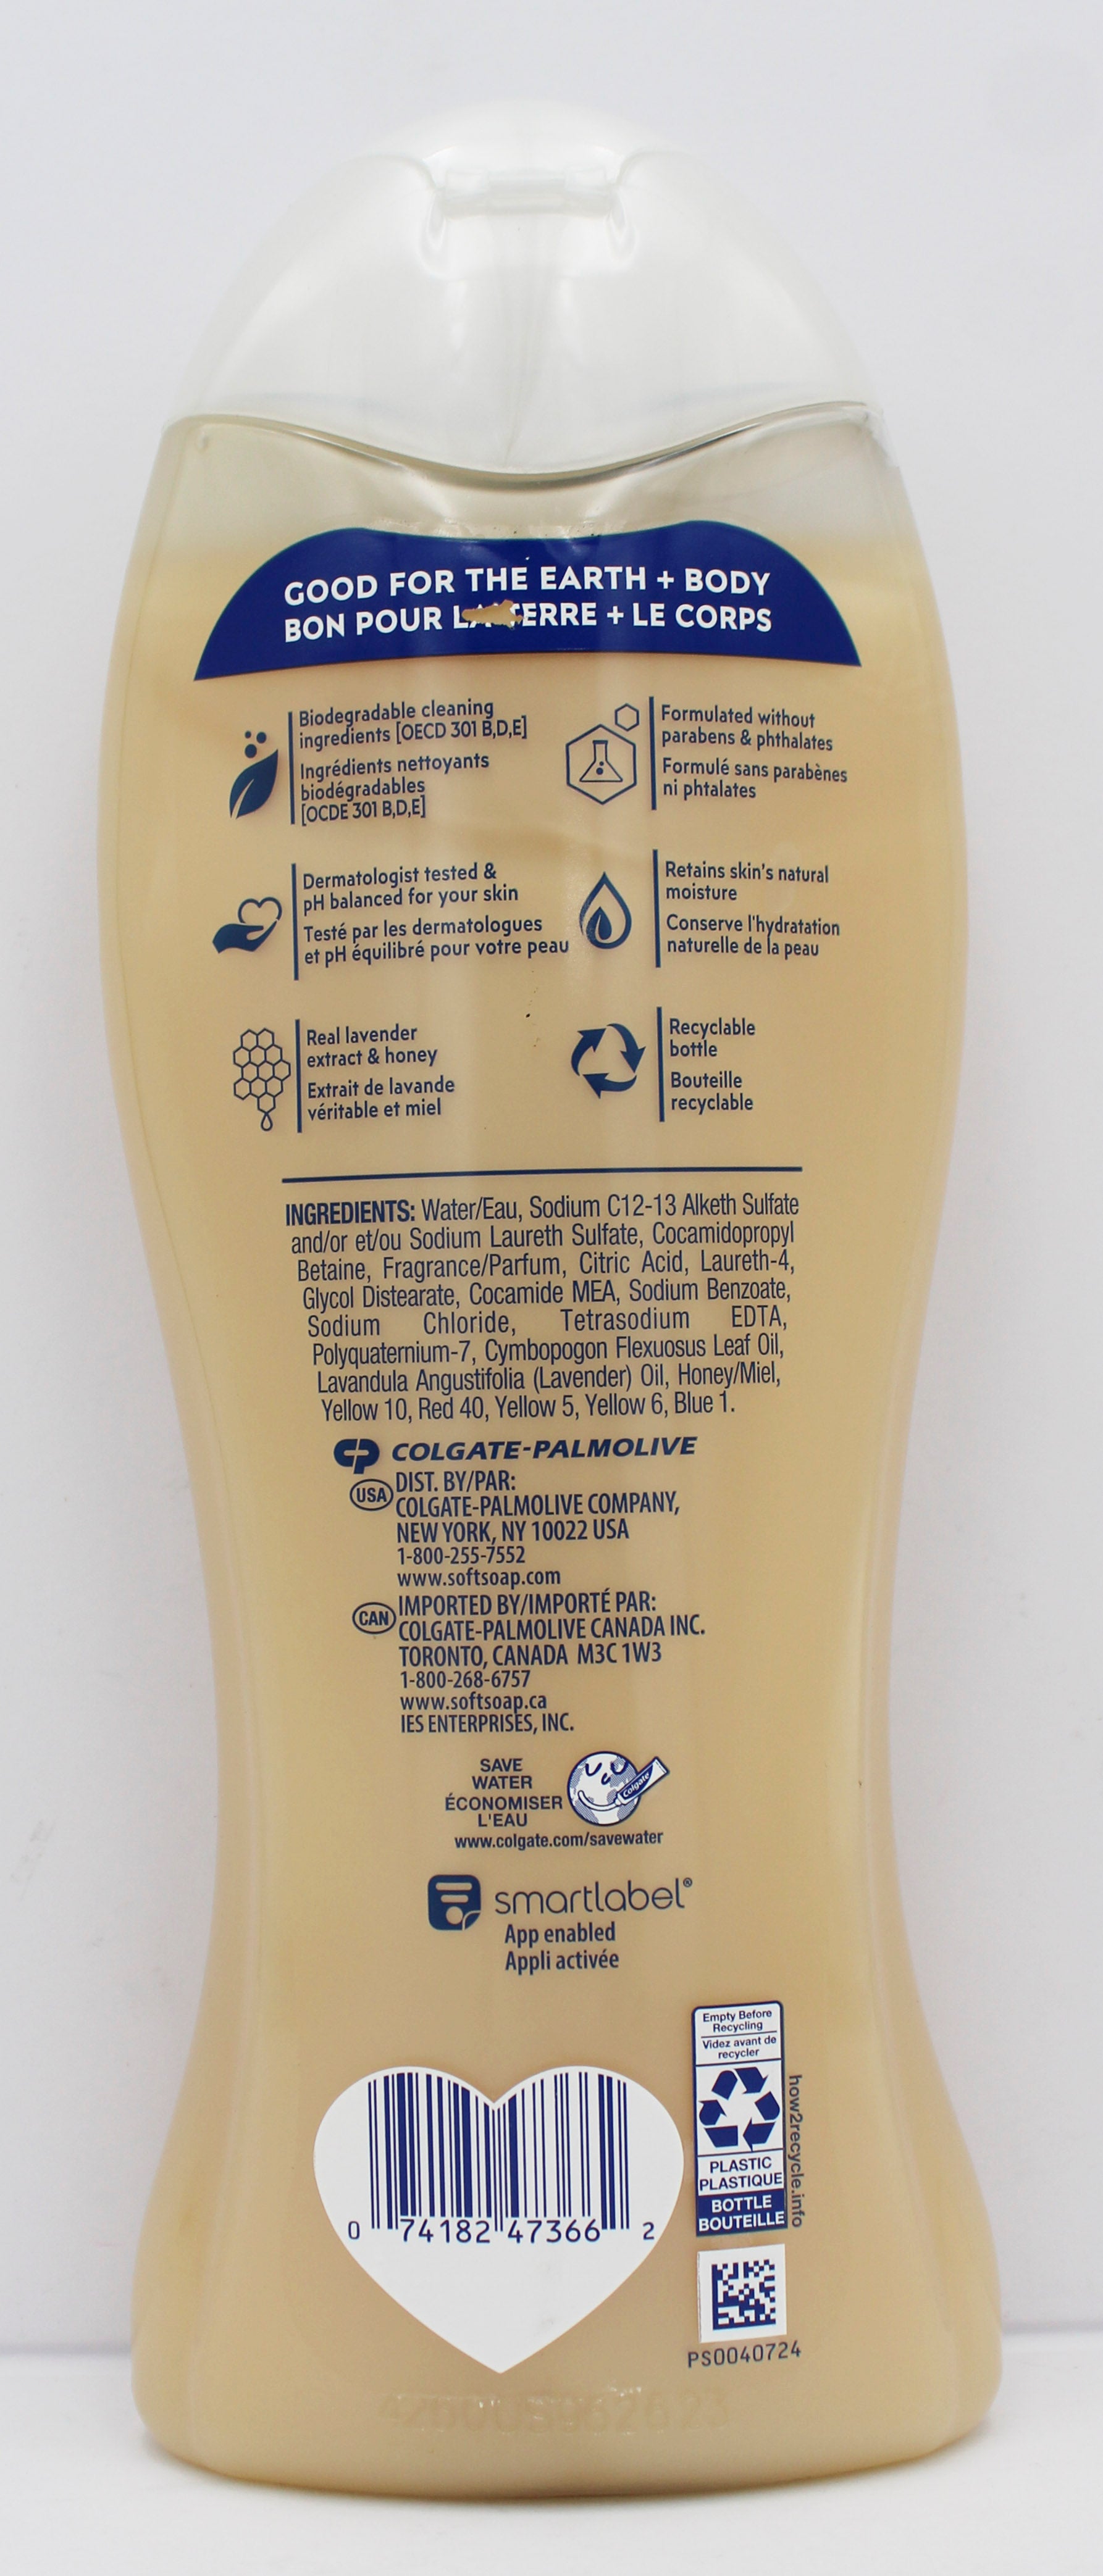 GOOD FOR THE EARTH + BODY
BON POUR LA TERRE + LE CORPS
Biodegradable cleaning
ingredients [OECD 301 B,D,E]
Ingrédients nettoyants
biodégradables
[OCDE 301 B,D,E]
Formulated without
parabens & phthalates
Formulé sans parabènes
ni phtalates
Dermatologist tested &
pH balanced for your skin
Testé par les dermatologues
et pH équilibré pour votre peau
Retains skin's natural
moisture
Conserve l'hydratation
naturelle de la peau
Real lavender
extract & honey
Extrait de lavande
véritable et miel
Recyclable
bottle
Bouteille
recyclable
INGREDIENTS: Water/Eau, Sodium C12-13 Alketh Sulfate
and/or et/ou Sodium Laureth Sulfate, Cocamidopropyl
Betaine, Fragrance/Parfum, Citric Acid, Laureth-4,
Glycol Distearate, Cocamide MEA, Sodium Benzoate,
Sodium Chloride, Tetrasodium EDTA,
Polyquaternium-7, Cymbopogon Flexuosus Leaf Oil,
Lavandula Angustifolia (Lavender) Oil, Honey/Miel,
Yellow 10, Red 40, Yellow 5, Yellow 6, Blue 1.
CP COLGATE-PALMOLIVE
USA DIST. BY/PAR:
COLGATE-PALMOLIVE COMPANY,
NEW YORK, NY 10022 USA
1-800-255-7552
www.softsoap.com
CAN IMPORTED BY/IMPORTÉ PAR:
COLGATE-PALMOLIVE CANADA INC.
TORONTO, CANADA M3C 1W3
1-800-268-6757
www.softsoap.ca
IES ENTERPRISES, INC.
SAVE
WATER
ÉCONOMISER
L'EAU
Colgate
www.colgate.com/savewater
smartlabel®
App enabled
Appli activée
Empty Before
Recycling
Videz avant de
recycler
PLASTIC
PLASTIQUE
BOTTLE
BOUTEILLE
how2recycle.info
0 74182 47366 2
PS0040724